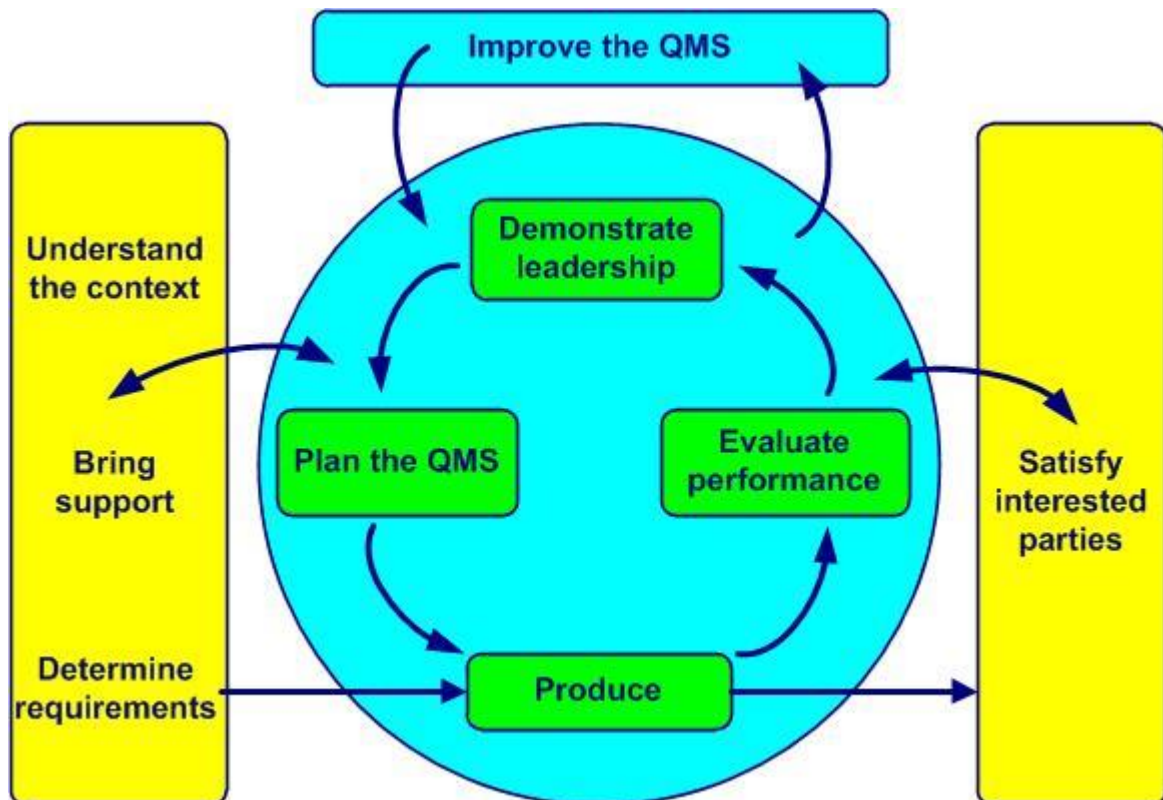 Improve the QMS
Understand
the context
Bring
support
Determine
requirements
Demonstrate
leadership
Plan the QMS
Evaluate
performance
Produce
Satisfy
interested
parties